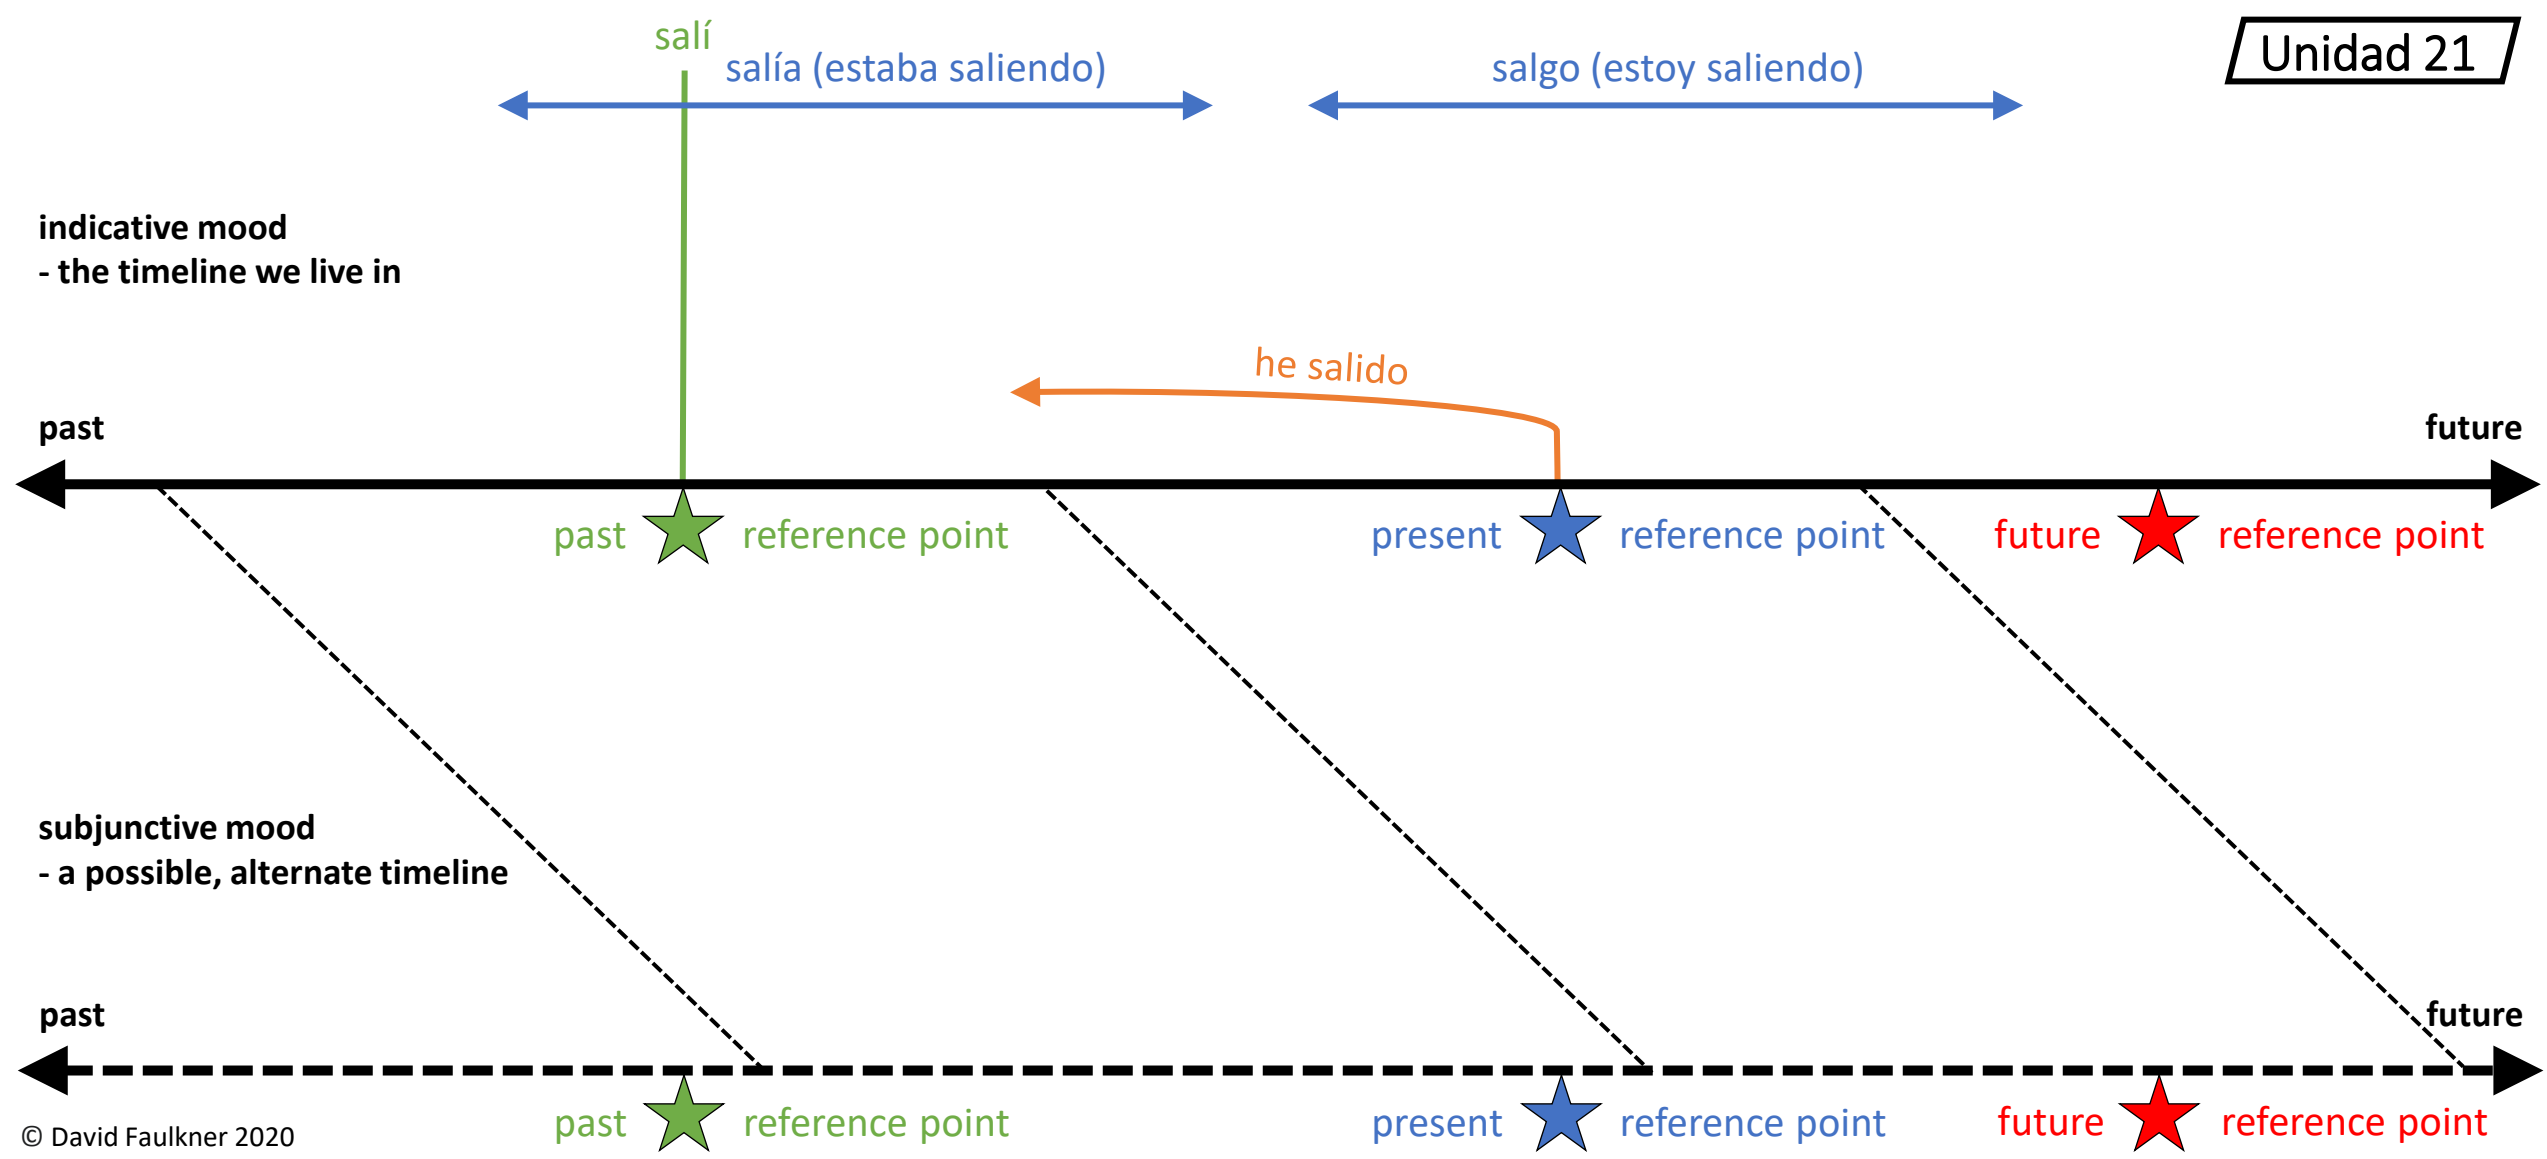 Unidad 21
salí
salía (estaba saliendo)
salgo (estoy saliendo)
indicative mood
- the timeline we live in
he salido
past
future
past reference point
present reference point
future reference point
subjunctive mood
- a possible, alternate timeline
past
future
past reference point
present reference point
future reference point
© David Faulkner 2020